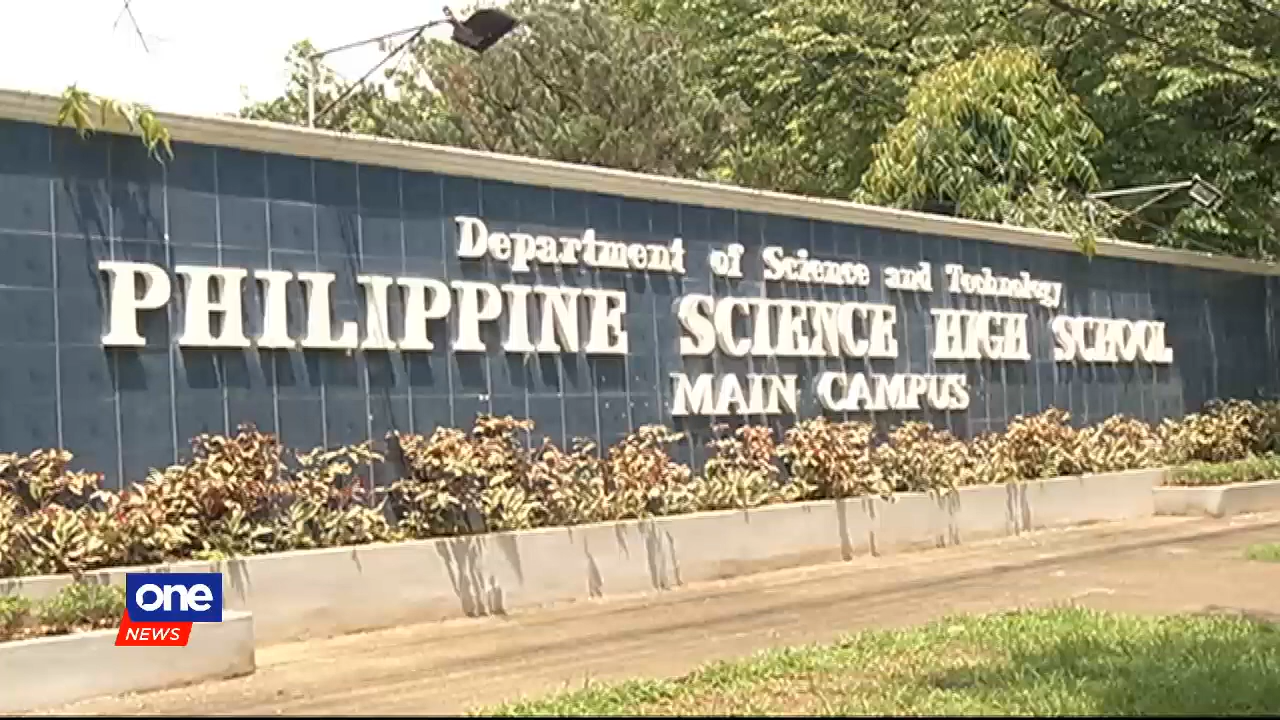 Department of Science and Technology
PHILIPPINE SCIENCE HIGH SCHOOL
MAIN CAMPUS
one
NEWS